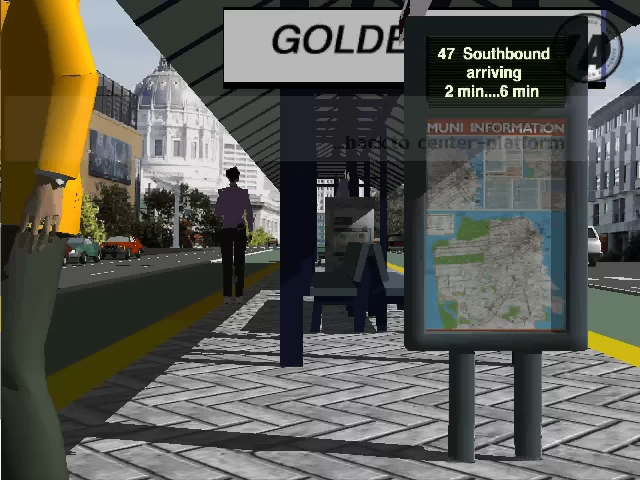 GOLDE
47 Southbound
arriving
2 min....6 min
back to center-platform
MUNI INFORMATION